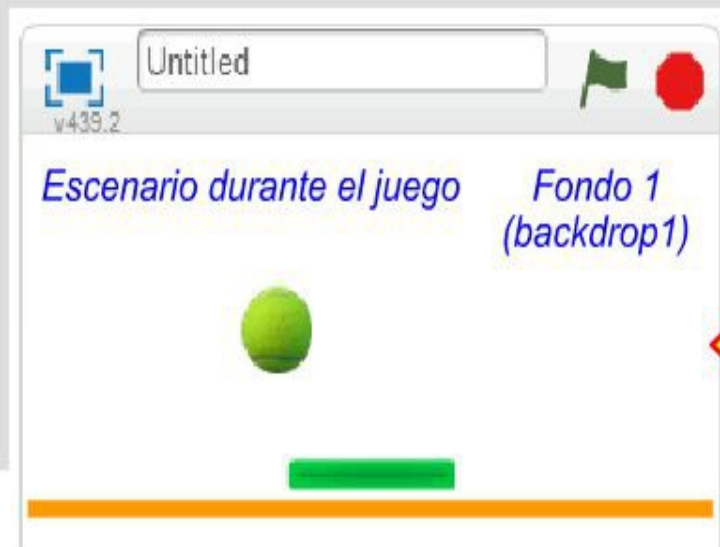 Untitled
v439.2
Escenario durante el juego
Fondo 1
(backdrop1)